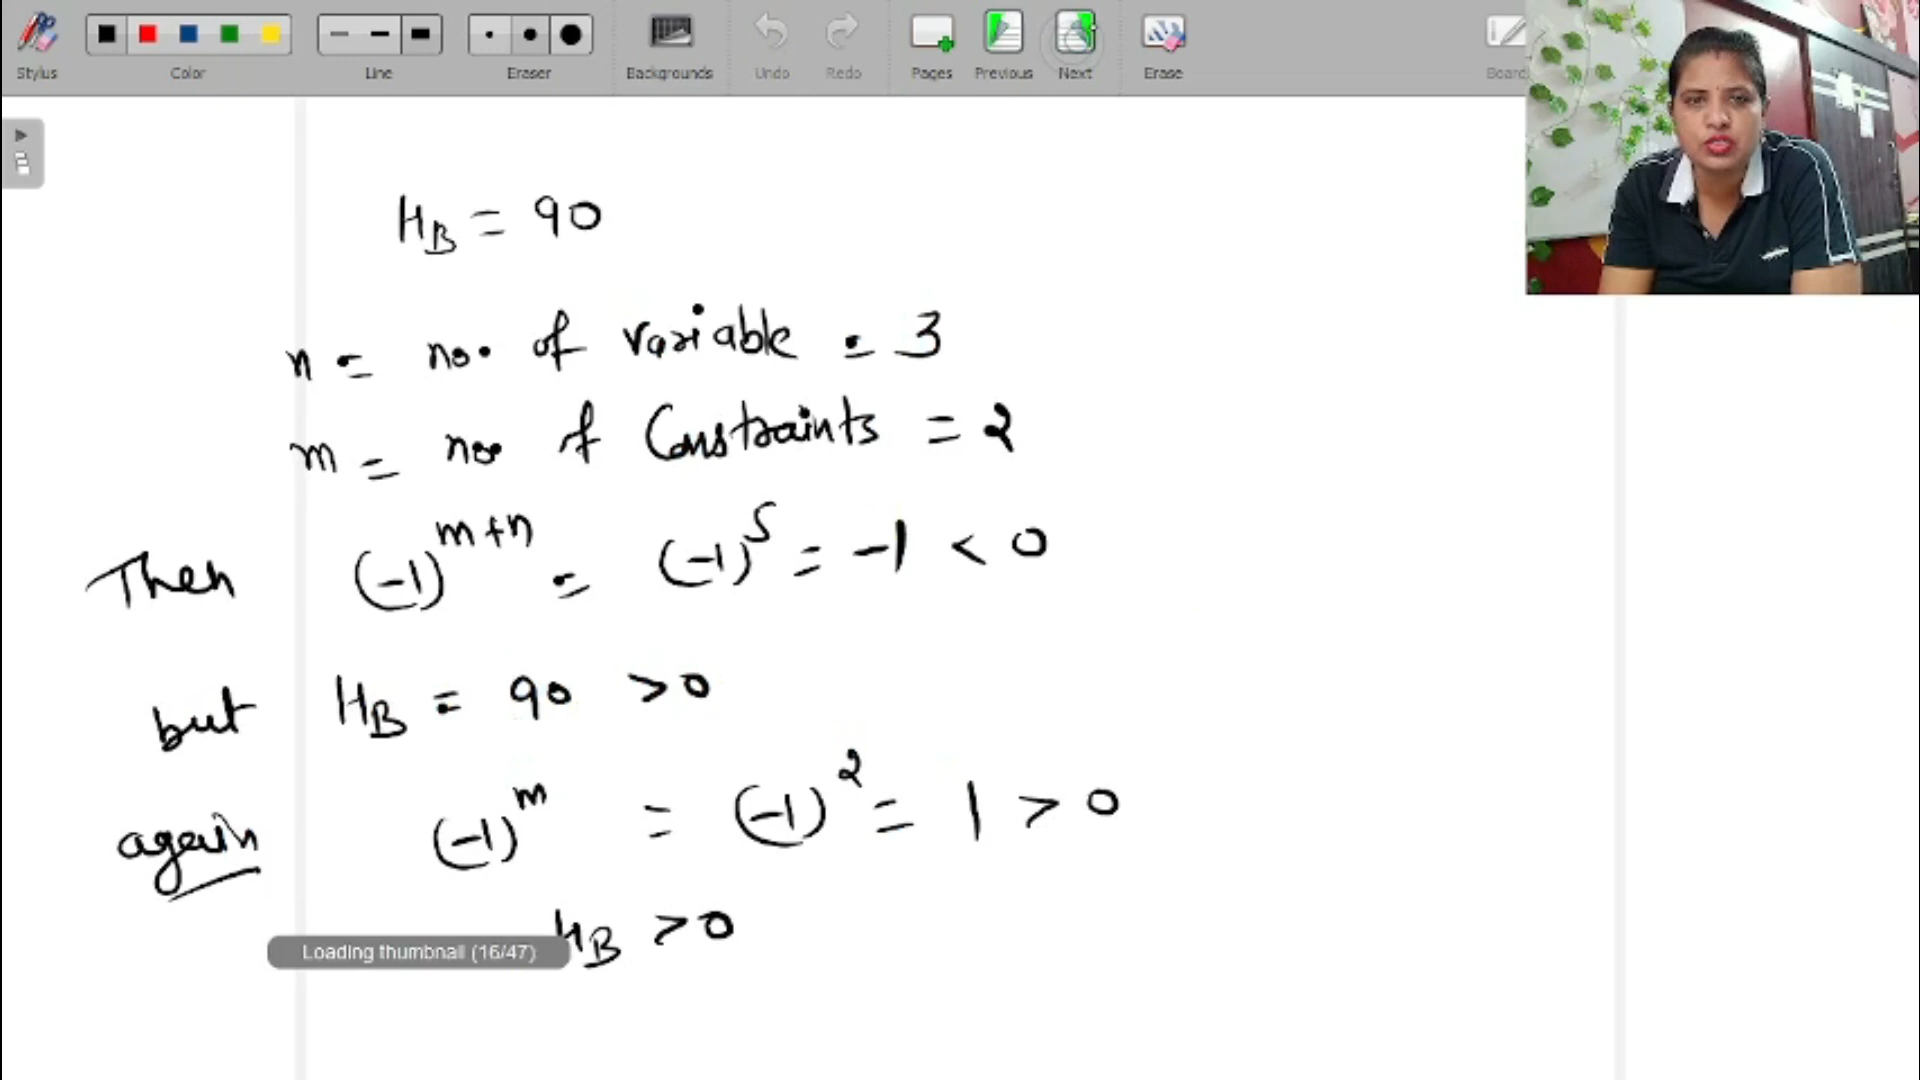 Stylus Color Line Eraser Backgrounds Undo Redo Pages Previous Next Erase Board
H_B = 90
n = no. of variable = 3
m = no of Constraints = 2
Then (-1)^{m+n} = (-1)^5 = -1 < 0
but H_B = 90 > 0
again (-1)^m = (-1)^2 = 1 > 0
H_B > 0
Loading thumbnail (16/47)